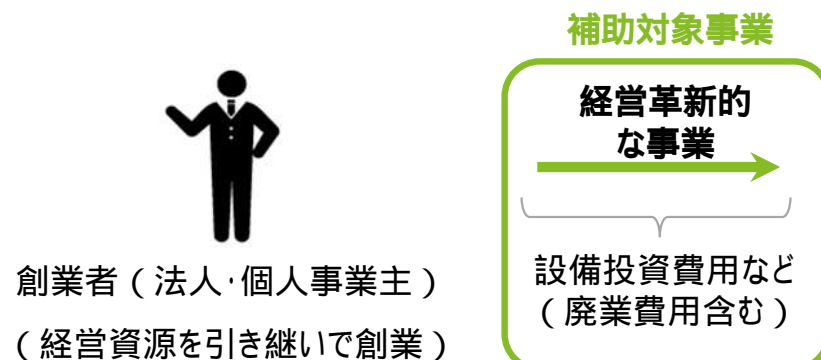 補助対象事業
経営革新的
な事業
創業者（法人･個人事業主）
（経営資源を引き継いで創業）
設備投資費用など
（廃業費用含む）